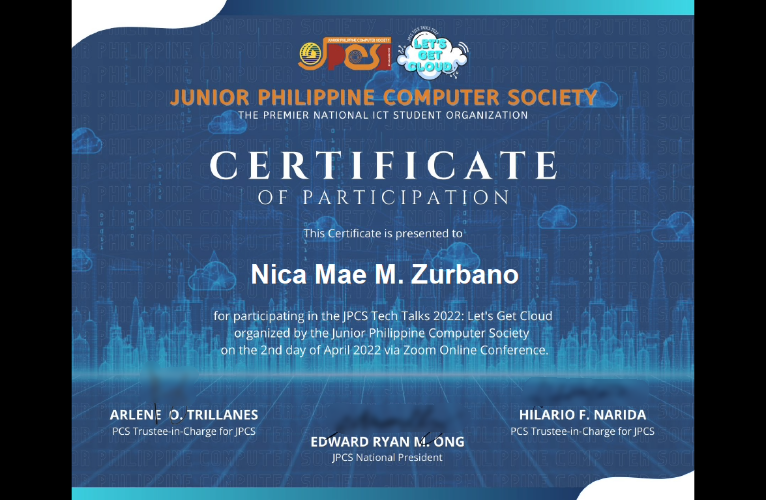 JUNIOR PHILIPPINE COMPUTER SOCIETY
JPCS
LET'S
GET
CLOUD
JUNIOR PHILIPPINE COMPUTER SOCIETY
THE PREMIER NATIONAL ICT STUDENT ORGANIZATION
CERTIFICATE
OF PARTICIPATION
This Certificate is presented to
Nica Mae M. Zurbano
for participating in the JPCS Tech Talks 2022: Let's Get Cloud
organized by the Junior Philippine Computer Society
on the 2nd day of April 2022 via Zoom Online Conference.
ARLENE O. TRILLANES
PCS Trustee-in-Charge for JPCS
HILARIO F. NARIDA
PCS Trustee-in-Charge for JPCS
EDWARD RYAN M. ONG
JPCS National President